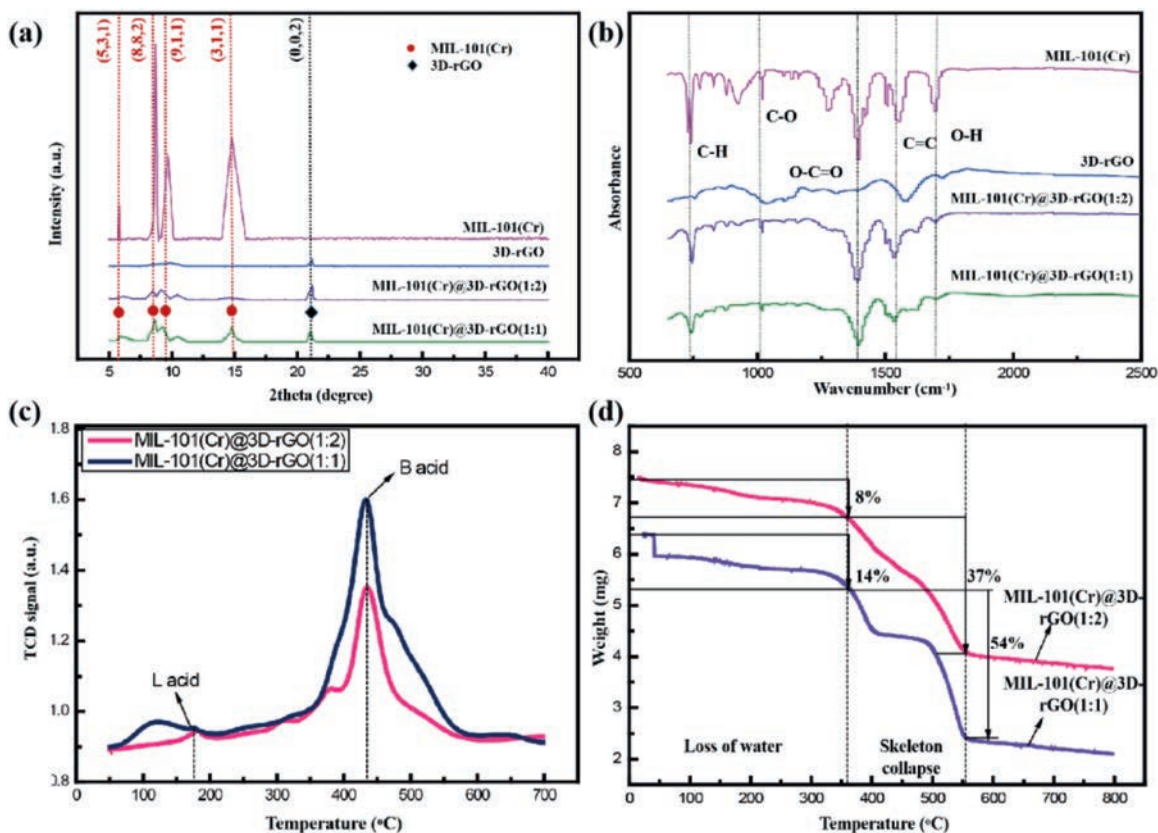 (a)
(5,3,1)
(8,8,2)
(9,1,1)
(3,1,1)
(0,0,2)
MIL-101(Cr)
3D-rGO
MIL-101(Cr)
3D-rGO
MIL-101(Cr)@3D-rGO(1:2)
MIL-101(Cr)@3D-rGO(1:1)
Intensity (a.u.)
5 10 15 20 25 30 35 40
2theta (degree)
(b)
MIL-101(Cr)
C-O
C-H
O-C=O
C=C
O-H
3D-rGO
MIL-101(Cr)@3D-rGO(1:2)
MIL-101(Cr)@3D-rGO(1:1)
Absorbance
500 1000 1500 2000 2500
Wavenumber (cm⁻¹)
(c)
MIL-101(Cr)@3D-rGO(1:2)
MIL-101(Cr)@3D-rGO(1:1)
B acid
L acid
TCD signal (a.u.)
1.8
1.6
1.4
1.2
1.0
0.8
0 100 200 300 400 500 600 700
Temperature (°C)
(d)
8%
14%
37%
54%
MIL-101(Cr)@3D-
rGO(1:2)
MIL-101(Cr)@3D-
rGO(1:1)
Loss of water
Skeleton
collapse
Weight (mg)
8
7
6
5
4
3
2
0 100 200 300 400 500 600 700 800
Temperature (°C)